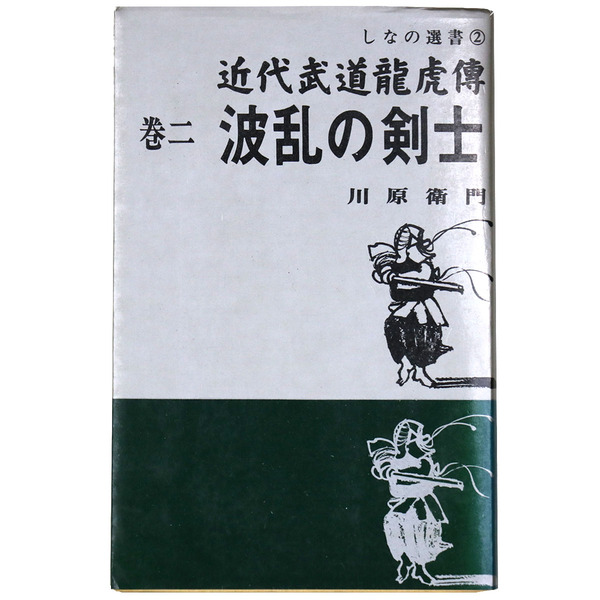 しなの選書②
近代武道龍虎傳
巻二 波乱の剣士
川原衛門